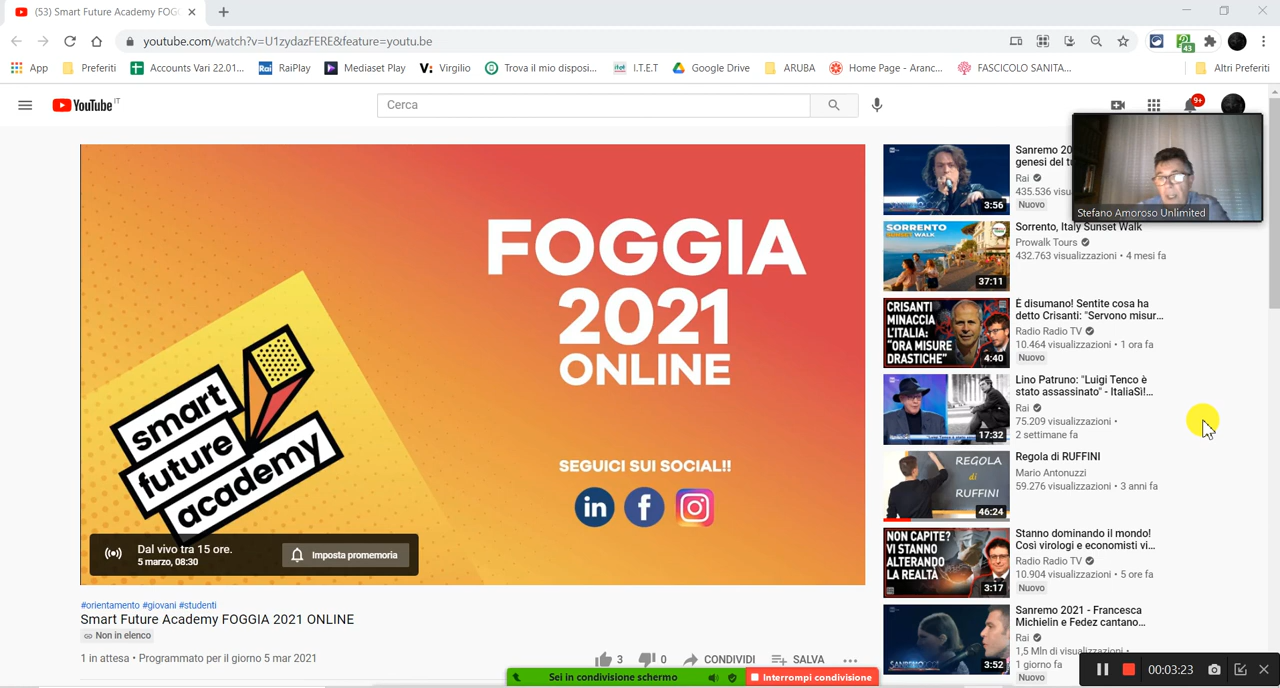 (53) Smart Future Academy FOGG
youtube.com/watch?v=U1zydazFERE&feature=youtu.be
43
App
Preferiti
Accounts Vari 22.01...
Rai
RaiPlay
Mediaset Play
V:
Virgilio
Trova il mio disposi...
itet
I.T.E.T
Google Drive
ARUBA
Home Page - Aranc...
FASCICOLO SANITA...
Altri Preferiti
YouTube IT
Cerca
9+
FOGGIA
2021
ONLINE
smart
future
academy
SEGUICI SUI SOCIAL!!
in
f
Dal vivo tra 15 ore.
5 marzo, 08:30
Imposta promemoria
#orientamento #giovani #studenti
Smart Future Academy FOGGIA 2021 ONLINE
Non in elenco
1 in attesa • Programmato per il giorno 5 mar 2021
3
0
CONDIVIDI
SALVA
Sei in condivisione schermo
Interrompi condivisione
3:56
Sanremo 20
genesi del t
Rai
435.536 visu
Nuovo
Stefano Amoroso Unlimited
SORRENTO
SUNSET WALK
37:11
Sorrento, Italy Sunset Walk
Prowalk Tours
432.763 visualizzazioni • 4 mesi fa
CRISANTI
MINACCIA
L'ITALIA:
"ORA MISURE
DRASTICHE"
4:40
È disumano! Sentite cosa ha
detto Crisanti: "Servono misur...
Radio Radio TV
10.464 visualizzazioni • 1 ora fa
Nuovo
17:32
Lino Patruno: "Luigi Tenco è
stato assassinato" - ItaliaSì!...
Rai
75.209 visualizzazioni •
2 settimane fa
REGOLA
di
RUFFINI
46:24
Regola di RUFFINI
Mario Antonuzzi
59.276 visualizzazioni • 3 anni fa
NON CAPITE?
VI STANNO
ALTERANDO
LA REALTÀ
3:17
Stanno dominando il mondo!
Così virologi e economisti vi...
Radio Radio TV
10.904 visualizzazioni • 5 ore fa
Nuovo
SANREMO
3:52
Sanremo 2021 - Francesca
Michielin e Fedez cantano...
Rai
1,5 Mln di visualizzazioni •
1 giorno fa
Nuovo
00:03:23